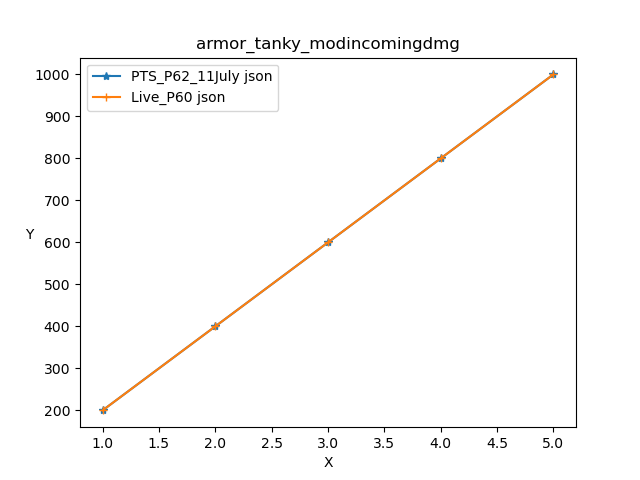 armor_tanky_modincomingdmg
PTS_P62_11July json
Live_P60 json
1000
900
800
700
600
500
400
300
200
Y
1.0 1.5 2.0 2.5 3.0 3.5 4.0 4.5 5.0
X